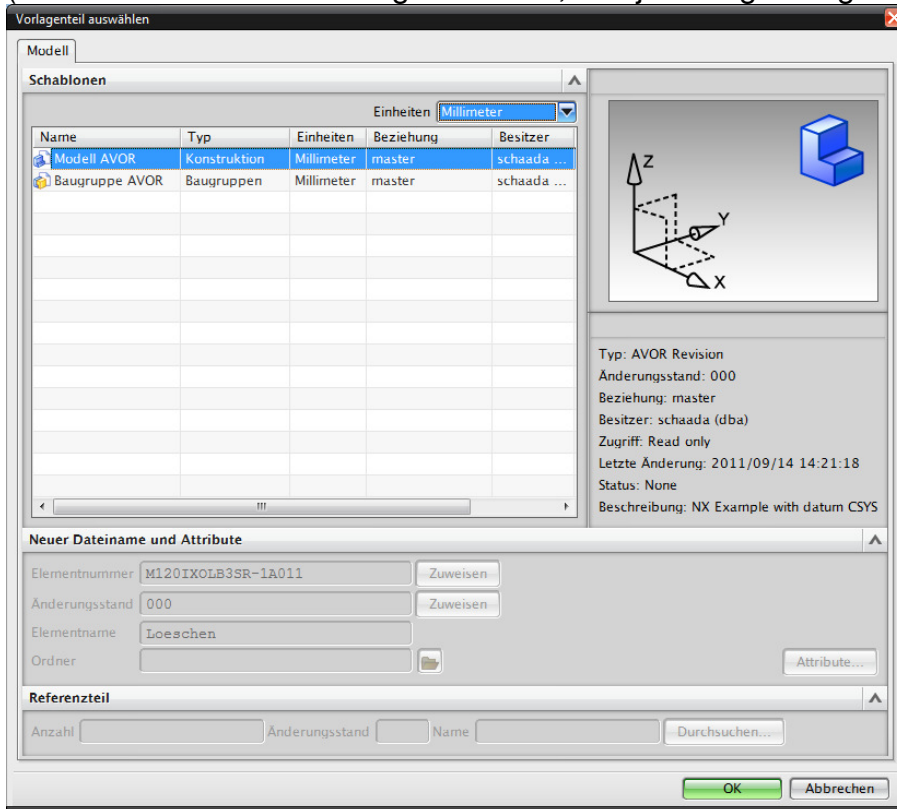 Vorlagenteil auswählen
Modell
Schablonen
Einheiten Millimeter
Name Typ Einheiten Beziehung Besitzer
Modell AVOR Konstruktion Millimeter master schaada ...
Baugruppe AVOR Baugruppen Millimeter master schaada ...
Z
Y
X
Typ: AVOR Revision
Änderungsstand: 000
Beziehung: master
Besitzer: schaada (dba)
Zugriff: Read only
Letzte Änderung: 2011/09/14 14:21:18
Status: None
Beschreibung: NX Example with datum CSYS
Neuer Dateiname und Attribute
Elementnummer M120IXOLB3SR-1A011 Zuweisen
Änderungsstand 000 Zuweisen
Elementname Loeschen
Ordner
Attribute...
Referenzteil
Anzahl Änderungsstand Name Durchsuchen...
OK Abbrechen